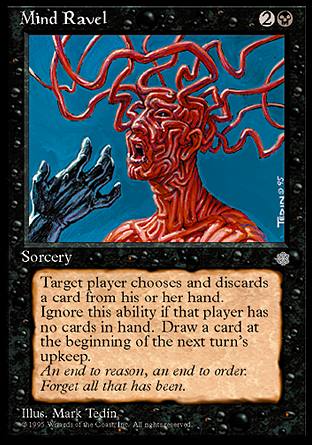 Mind Ravel 2
TEDIN 95
Sorcery
Target player chooses and discards
a card from his or her hand.
Ignore this ability if that player has
no cards in hand. Draw a card at
the beginning of the next turn's
upkeep.
An end to reason, an end to order.
Forget all that has been.
Illus. Mark Tedin
© 1995 Wizards of the Coast, Inc. All rights reserved.